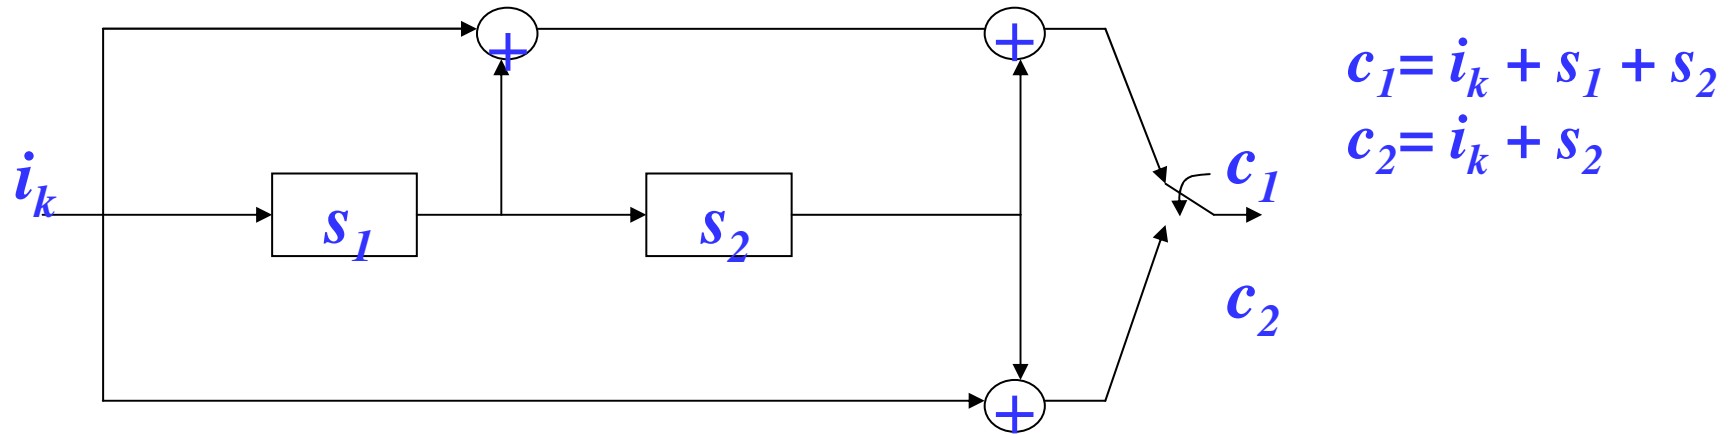 + +
c₁= iₖ + s₁ + s₂
c₂= iₖ + s₂
iₖ
s₁ s₂
c₁
c₂
+